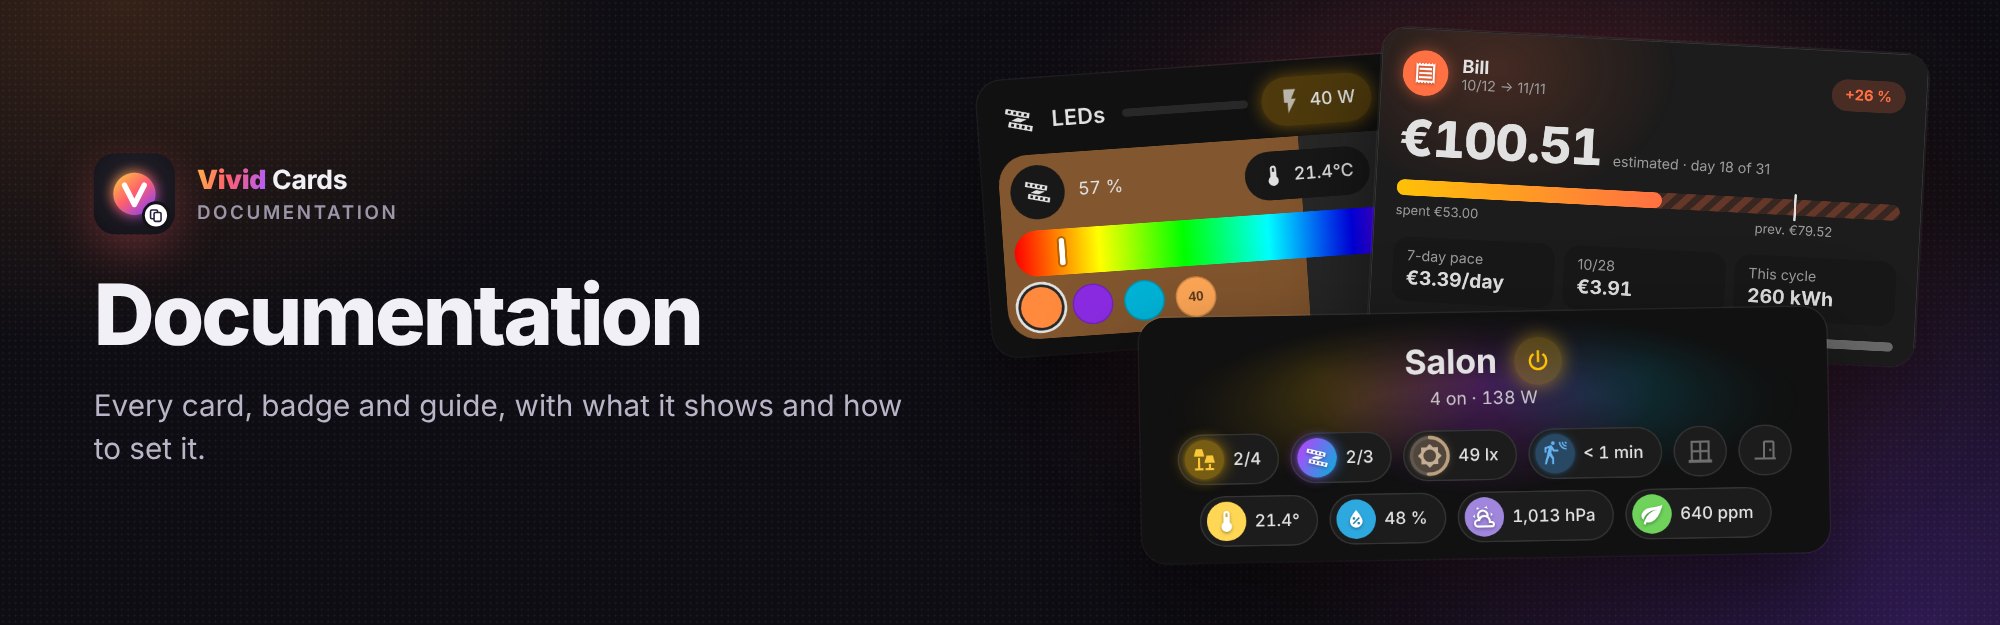 Vivid Cards
DOCUMENTATION
Documentation
Every card, badge and guide, with what it shows and how
to set it.
LEDs
40 W
57 %
21.4°C
40
Bill
10/12 → 11/11
+26 %
€100.51
estimated · day 18 of 31
spent €53.00
prev. €79.52
7-day pace
€3.39/day
10/28
€3.91
This cycle
260 kWh
Salon
4 on · 138 W
2/4
2/3
49 lx
< 1 min
21.4°
48 %
1,013 hPa
640 ppm